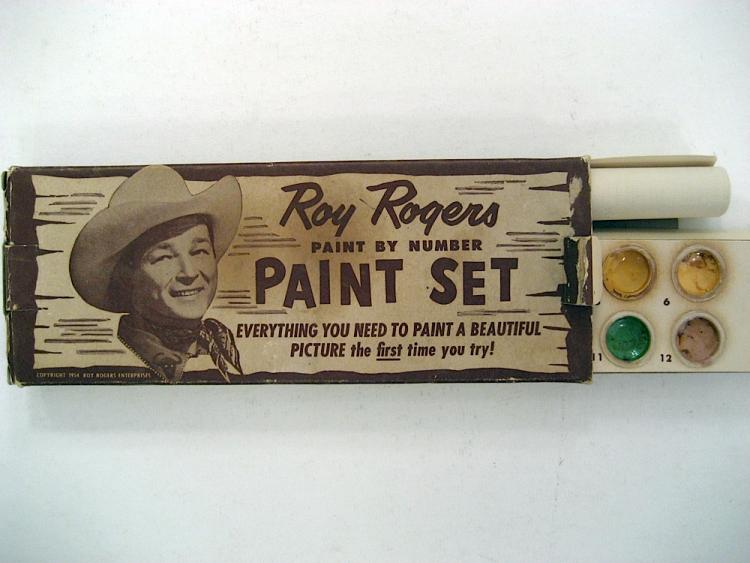 Roy Rogers
PAINT BY NUMBER
PAINT SET
EVERYTHING YOU NEED TO PAINT A BEAUTIFUL
PICTURE the first time you try!
COPYRIGHT 1954 ROY ROGERS ENTERPRISES
6
11 12